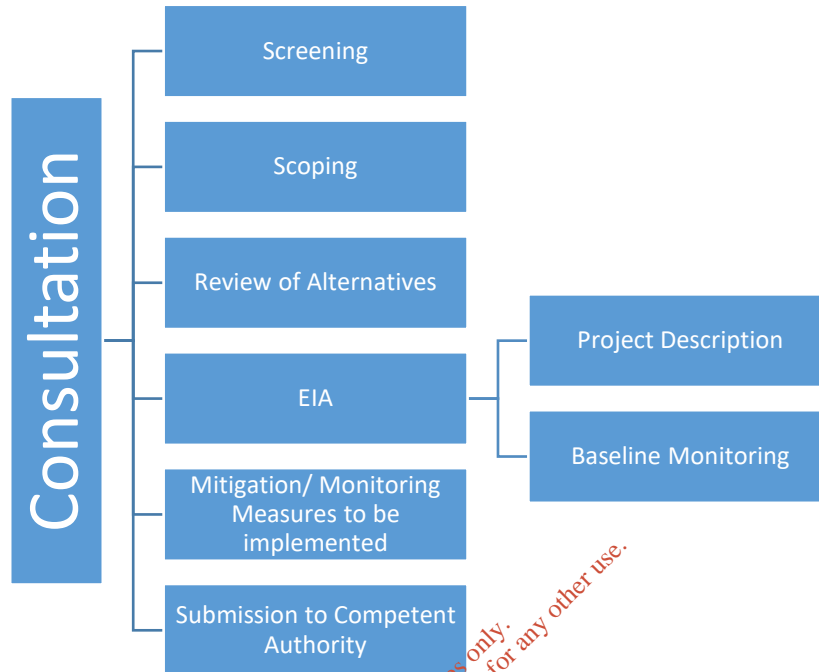 Consultation
Screening
Scoping
Review of Alternatives
EIA
Project Description
Baseline Monitoring
Mitigation/ Monitoring
Measures to be
implemented
Submission to Competent
Authority
only.
for any other use.